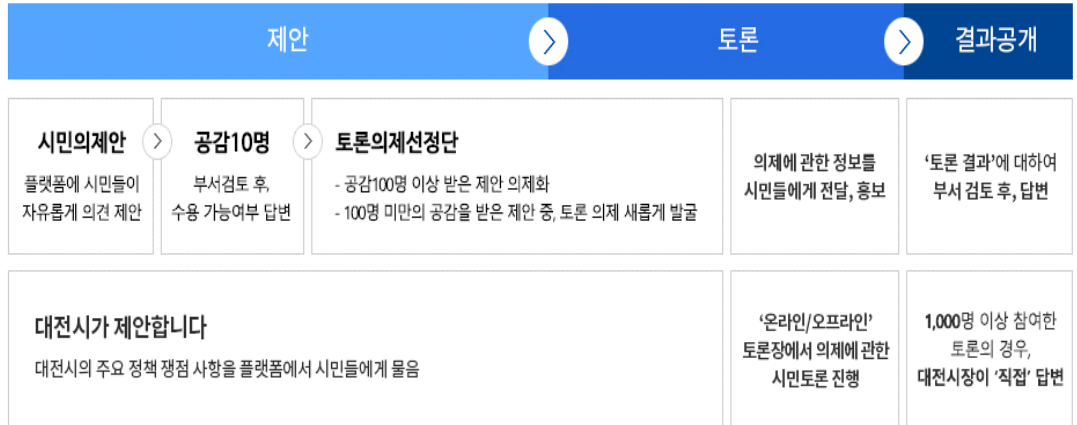 제안
토론
결과공개
시민의제안
플랫폼에 시민들이
자유롭게 의견 제안
공감10명
부서검토 후,
수용 가능여부 답변
토론의제선정단
- 공감100명 이상 받은 제안 의제화
- 100명 미만의 공감을 받은 제안 중, 토론 의제 새롭게 발굴
의제에 관한 정보를
시민들에게 전달, 홍보
‘토론 결과’에 대하여
부서 검토 후, 답변
대전시가 제안합니다
대전시의 주요 정책 쟁점 사항을 플랫폼에서 시민들에게 물음
‘온라인/오프라인’
토론장에서 의제에 관한
시민토론 진행
1,000명 이상 참여한
토론의 경우,
대전시장이 ‘직접’ 답변